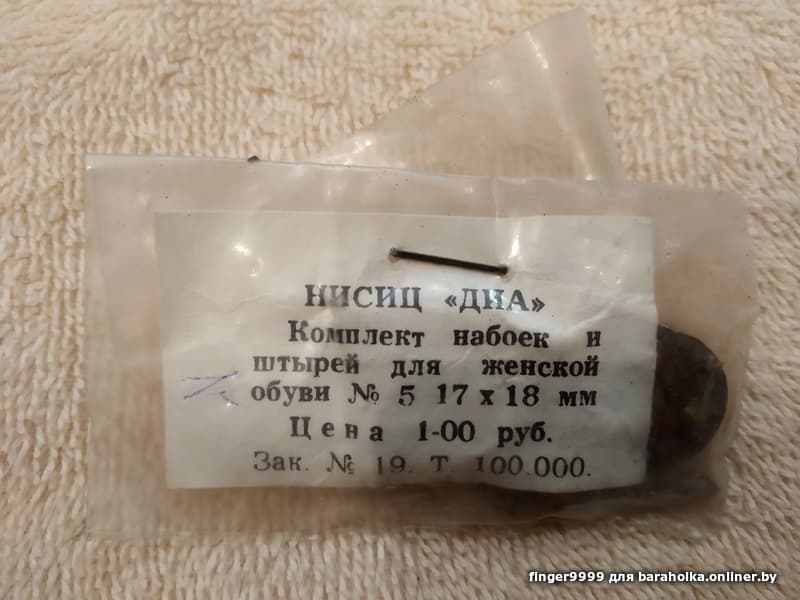 НИСИЦ «ДИА»
Комплект набоек и
штырей для женской
обуви № 5 17 х 18 мм
Цена 1-00 руб.
Зак. № 19. Т. 100.000.
finger9999 для baraholka.onliner.by